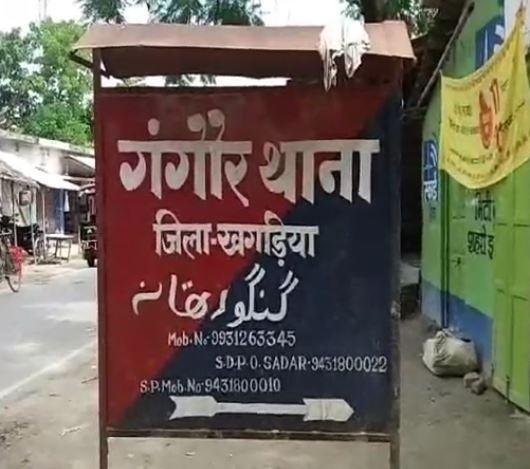 गंगौर थाना
जिला-खगड़िया
گنگور تھانہ
Mob.No-9931263345
S.D.P.O. SADAR-9431800022
S.P.Mob.No-9431800010